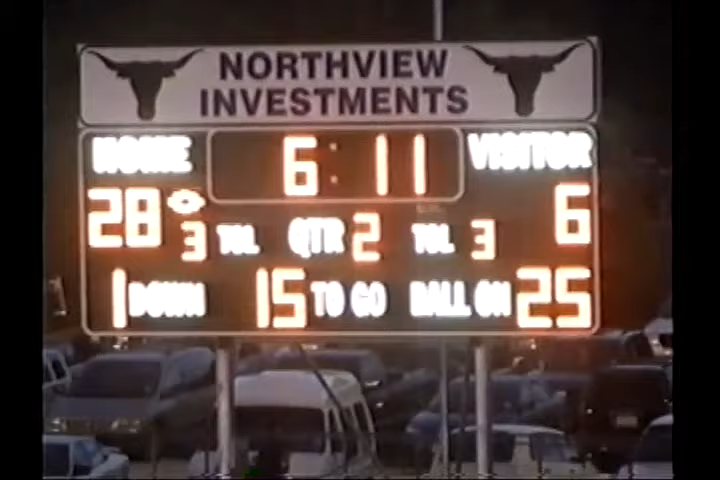 NORTHVIEW
INVESTMENTS
HOME 6:11 VISITOR
28 6
3 TOL QTR 2 TOL 3
1 DOWN 15 TO GO BALL ON 25